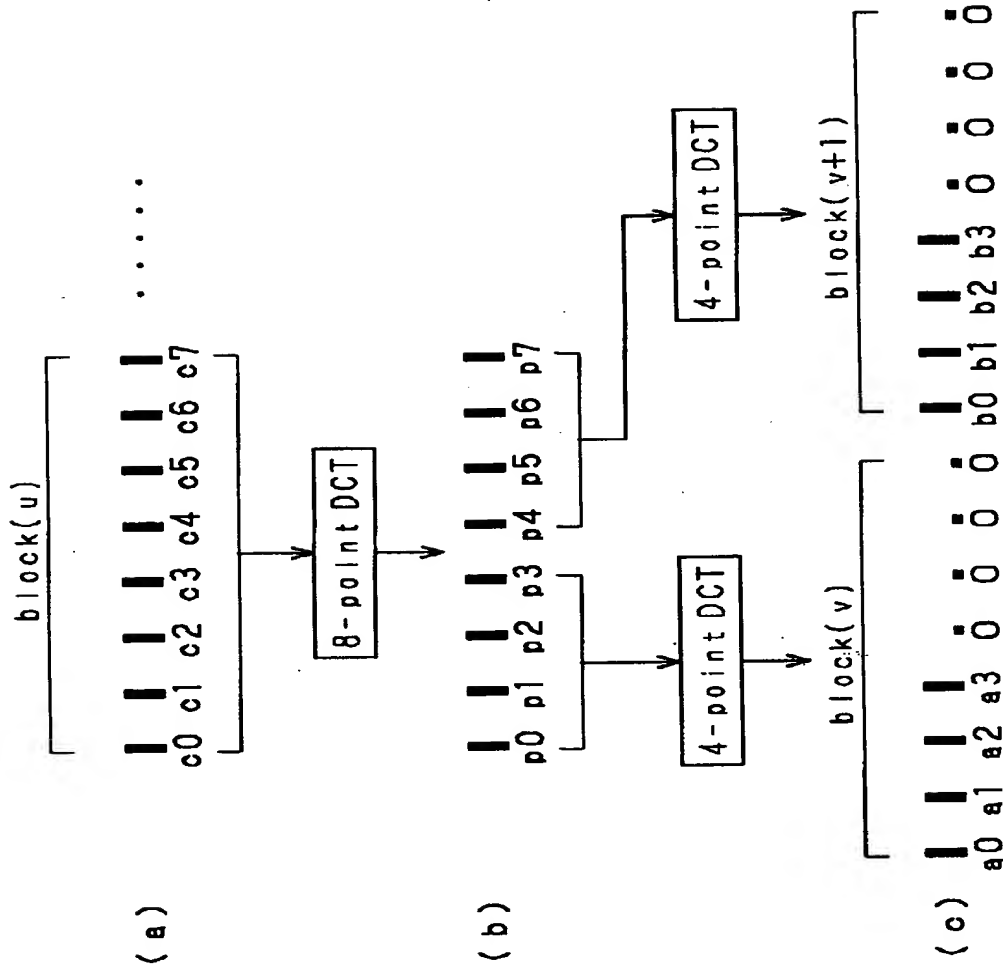 block(u)
(a)
. . . . .
c0 c1 c2 c3 c4 c5 c6 c7
8-point DCT
(b)
p0 p1 p2 p3 p4 p5 p6 p7
4-point DCT 4-point DCT
block(v) block(v+1)
(c)
a0 a1 a2 a3 0 0 0 0 b0 b1 b2 b3 0 0 0 0